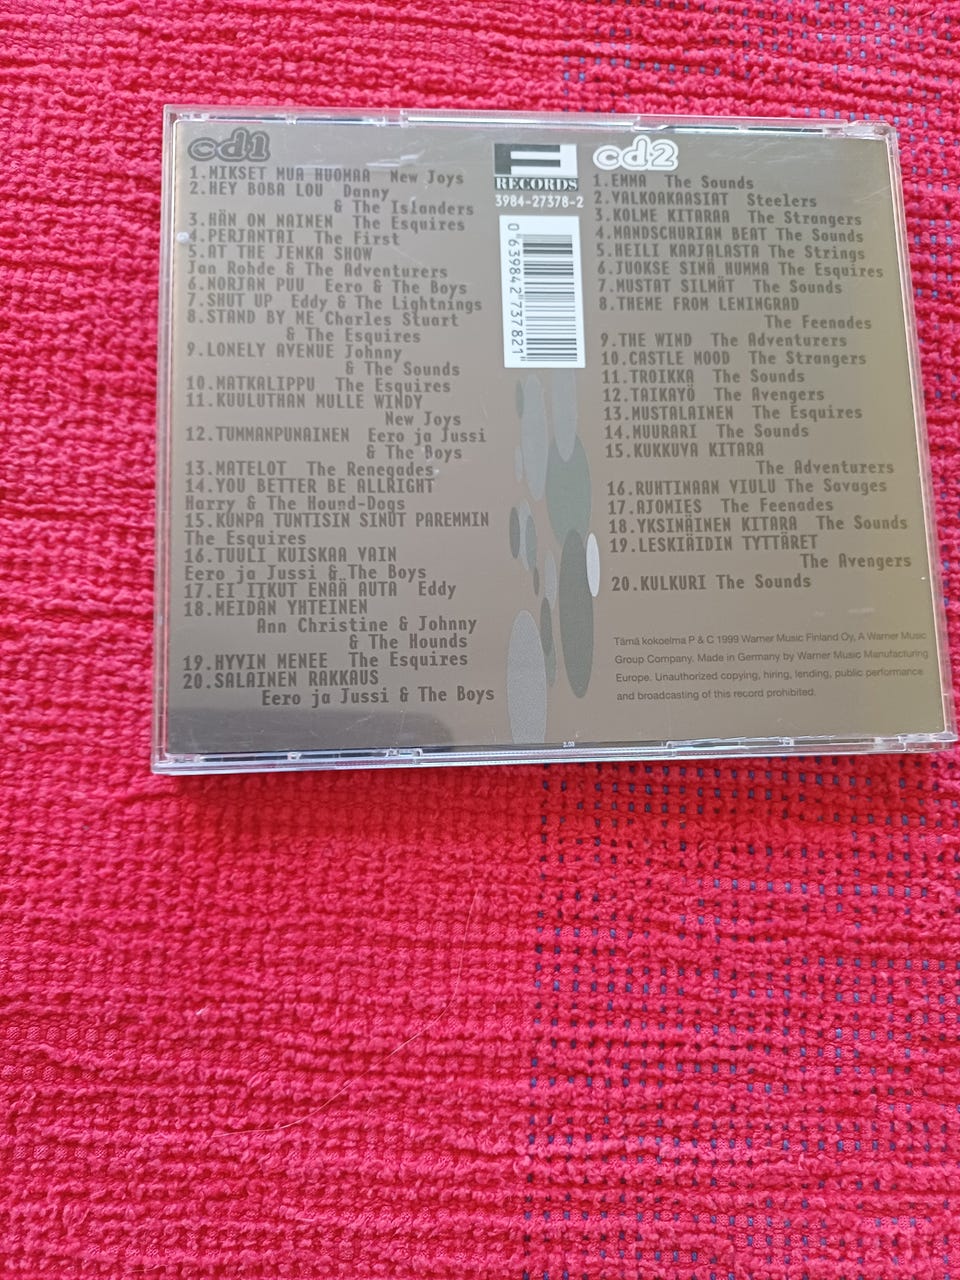 cd1
1.MIKSET MUA HUOMAA New Joys
2.HEY BOBA LOU Danny
& The Islanders
3.HÄN ON NAINEN The Esquires
4.PERJANTAI The First
5.AT THE JENKA SHOW
Jan Rohde & The Adventurers
6.NORJAN PUU Eero & The Boys
7.SHUT UP Eddy & The Lightnings
8.STAND BY ME Charles Stuart
& The Esquires
9.LONELY AVENUE Johnny
& The Sounds
10.MATKALIPPU The Esquires
11.KUULUTHAN MULLE WINDY
New Joys
12.TUMMANPUNAINEN Eero ja Jussi
& The Boys
13.MATELOT The Renegades
14.YOU BETTER BE ALLRIGHT
Harry & The Hound-Dogs
15.KUNPA TUNTISIN SINUT PAREMMIN
The Esquires
16.TUULI KUISKAA VAIN
Eero ja Jussi & The Boys
17.EI ITKUT ENÄÄ AUTA Eddy
18.MEIDÄN YHTEINEN
Ann Christine & Johnny
& The Hounds
19.HYVIN MENEE The Esquires
20.SALAINEN RAKKAUS
Eero ja Jussi & The Boys
F
RECORDS
3984-27378-2
0 63984 27378 2
cd2
1.EMMA The Sounds
2.VALKOAKAASIAT Steelers
3.KOLME KITARAA The Strangers
4.MANDSCHURIAN BEAT The Sounds
5.HEILI KARJALASTA The Strings
6.JUOKSE SINÄ HUMMA The Esquires
7.MUSTAT SILMÄT The Sounds
8.THEME FROM LENINGRAD
The Feenades
9.THE WIND The Adventurers
10.CASTLE MOOD The Strangers
11.TROIKKA The Sounds
12.TAIKAYÖ The Avengers
13.MUSTALAINEN The Esquires
14.MUURARI The Sounds
15.KUKKUVA KITARA
The Adventurers
16.RUHTINAAN VIULU The Savages
17.AJOMIES The Feenades
18.YKSINÄINEN KITARA The Sounds
19.LESKIÄIDIN TYTTÄRET
The Avengers
20.KULKURI The Sounds
Tämä kokoelma P & C 1999 Warner Music Finland Oy, A Warner Music
Group Company. Made in Germany by Warner Music Manufacturing
Europe. Unauthorized copying, hiring, lending, public performance
and broadcasting of this record prohibited.